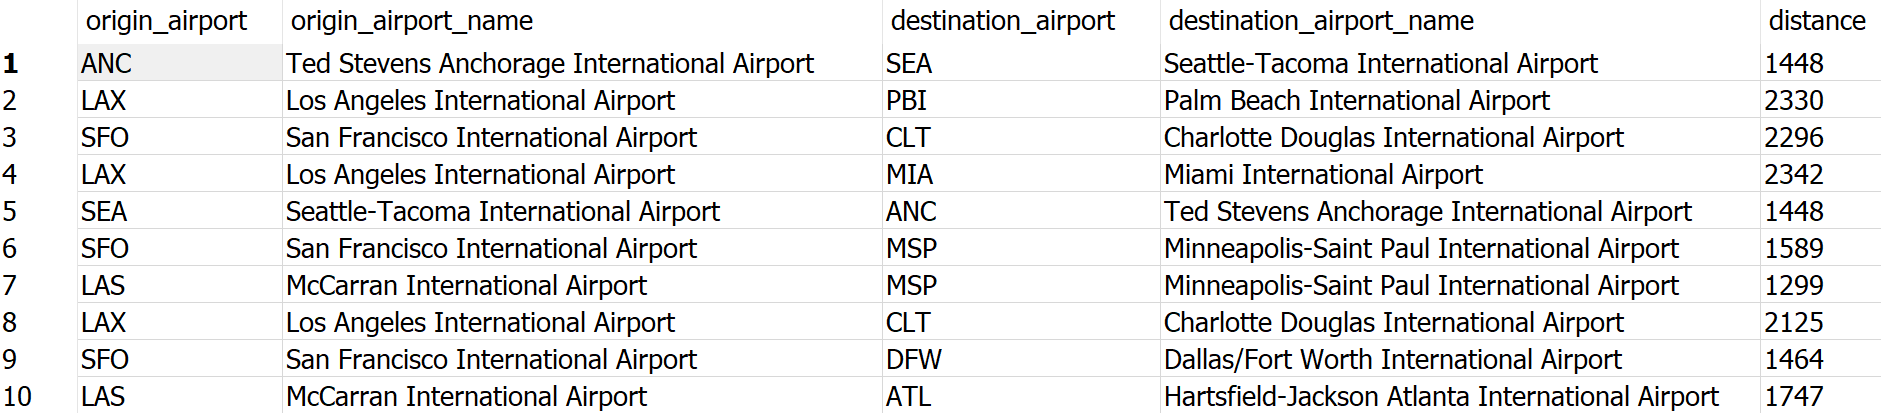 origin_airport origin_airport_name destination_airport destination_airport_name distance
1 ANC Ted Stevens Anchorage International Airport SEA Seattle-Tacoma International Airport 1448
2 LAX Los Angeles International Airport PBI Palm Beach International Airport 2330
3 SFO San Francisco International Airport CLT Charlotte Douglas International Airport 2296
4 LAX Los Angeles International Airport MIA Miami International Airport 2342
5 SEA Seattle-Tacoma International Airport ANC Ted Stevens Anchorage International Airport 1448
6 SFO San Francisco International Airport MSP Minneapolis-Saint Paul International Airport 1589
7 LAS McCarran International Airport MSP Minneapolis-Saint Paul International Airport 1299
8 LAX Los Angeles International Airport CLT Charlotte Douglas International Airport 2125
9 SFO San Francisco International Airport DFW Dallas/Fort Worth International Airport 1464
10 LAS McCarran International Airport ATL Hartsfield-Jackson Atlanta International Airport 1747